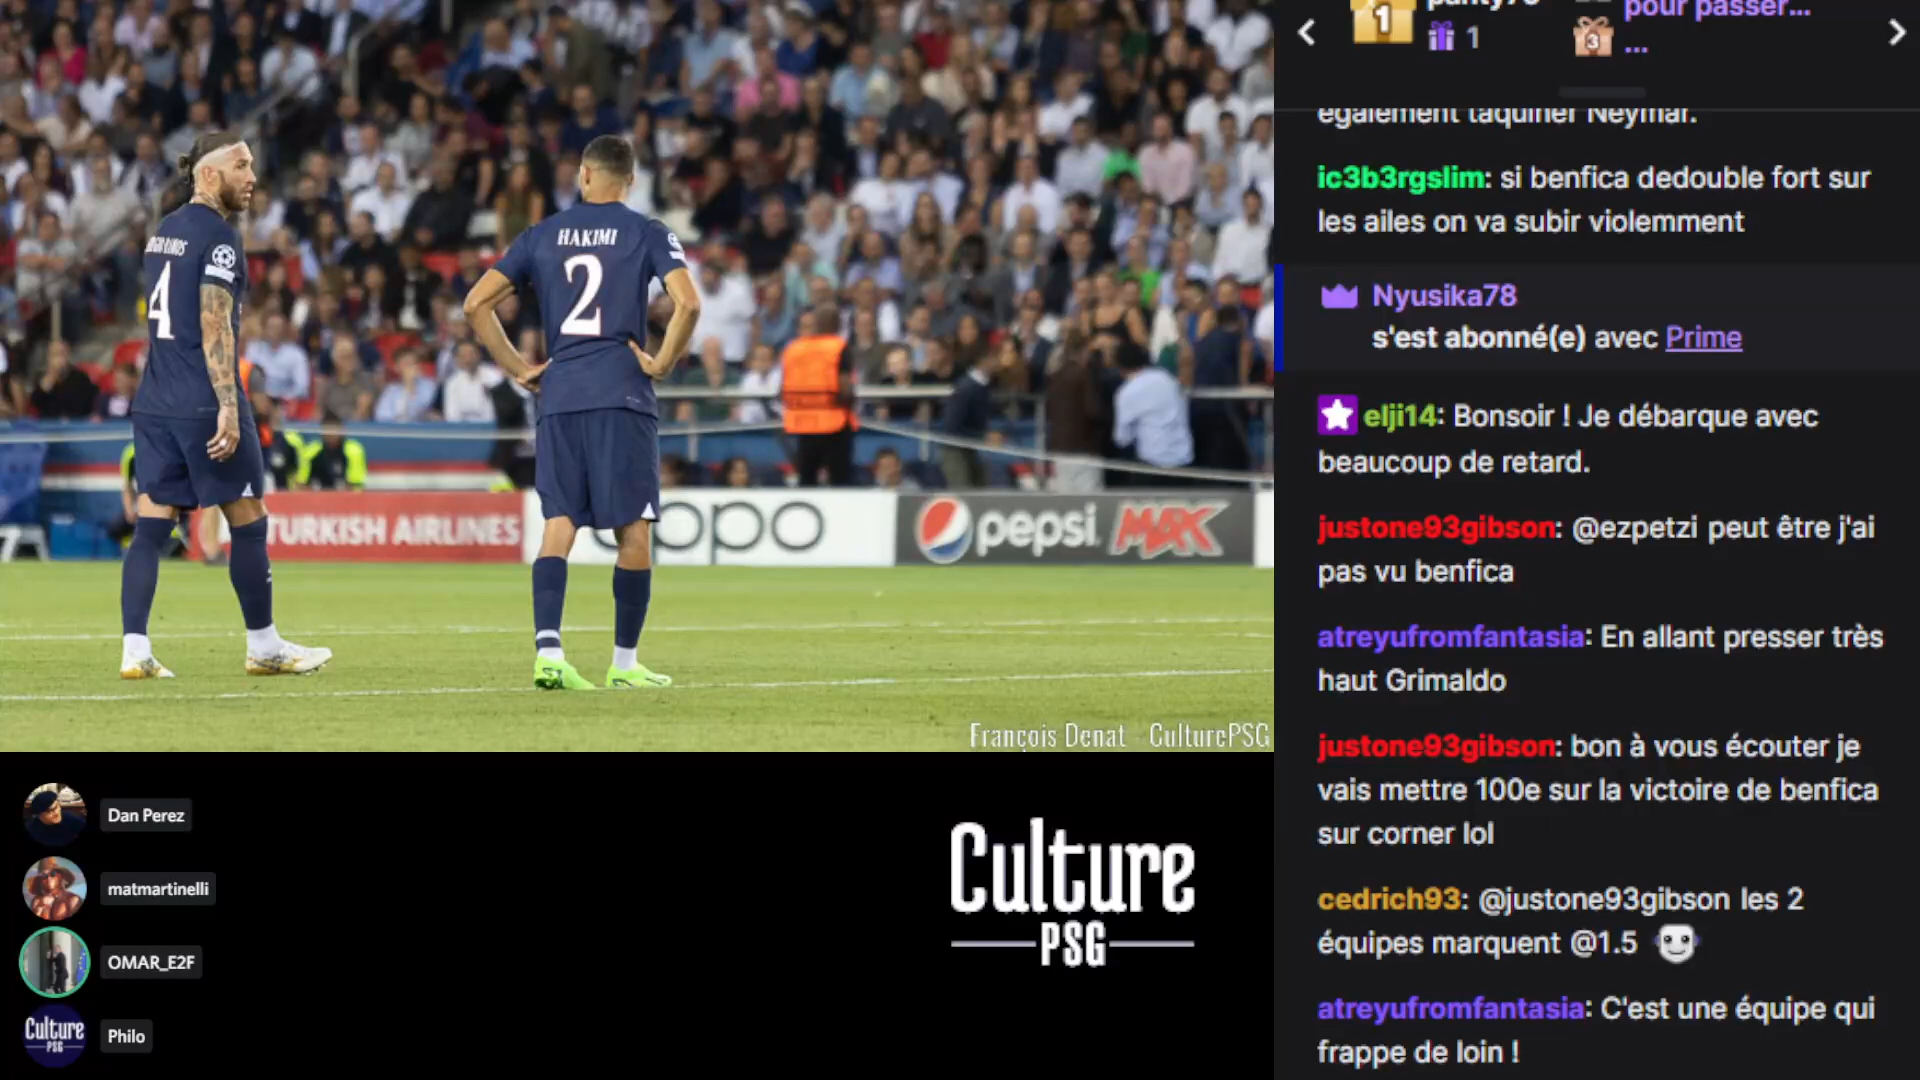 HAKIMI
2
4
TURKISH AIRLINES
oppo
pepsi MAX
François Denat - CulturePSG
Dan Perez
matmartinelli
OMAR_E2F
Culture
PSG
Philo
Culture
PSG
1
1
3
pour passer...
...
également taquiner Neymar.
ic3b3rgslim: si benfica dedouble fort sur
les ailes on va subir violemment
Nyusika78
s'est abonné(e) avec Prime
elji14: Bonsoir ! Je débarque avec
beaucoup de retard.
justone93gibson: @ezpetzi peut être j'ai
pas vu benfica
atreyufromfantasia: En allant presser très
haut Grimaldo
justone93gibson: bon à vous écouter je
vais mettre 100e sur la victoire de benfica
sur corner lol
cedrich93: @justone93gibson les 2
équipes marquent @1.5
atreyufromfantasia: C'est une équipe qui
frappe de loin !